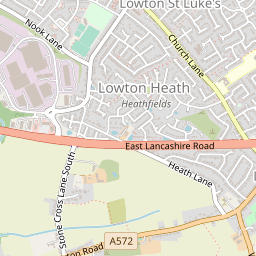 Lowton St Luke's
Nook Lane
Church Lane
Lowton Heath
Heathfields
East Lancashire Road
Heath Lane
Stone Cross Lane South
A572
on Road